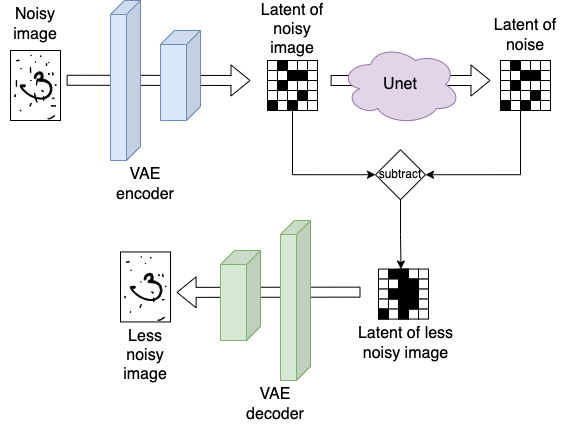 Noisy
image
Latent of
noisy
image
Latent of
noise
Unet
VAE
encoder
subtract
Less
noisy
image
Latent of less
noisy image
VAE
decoder